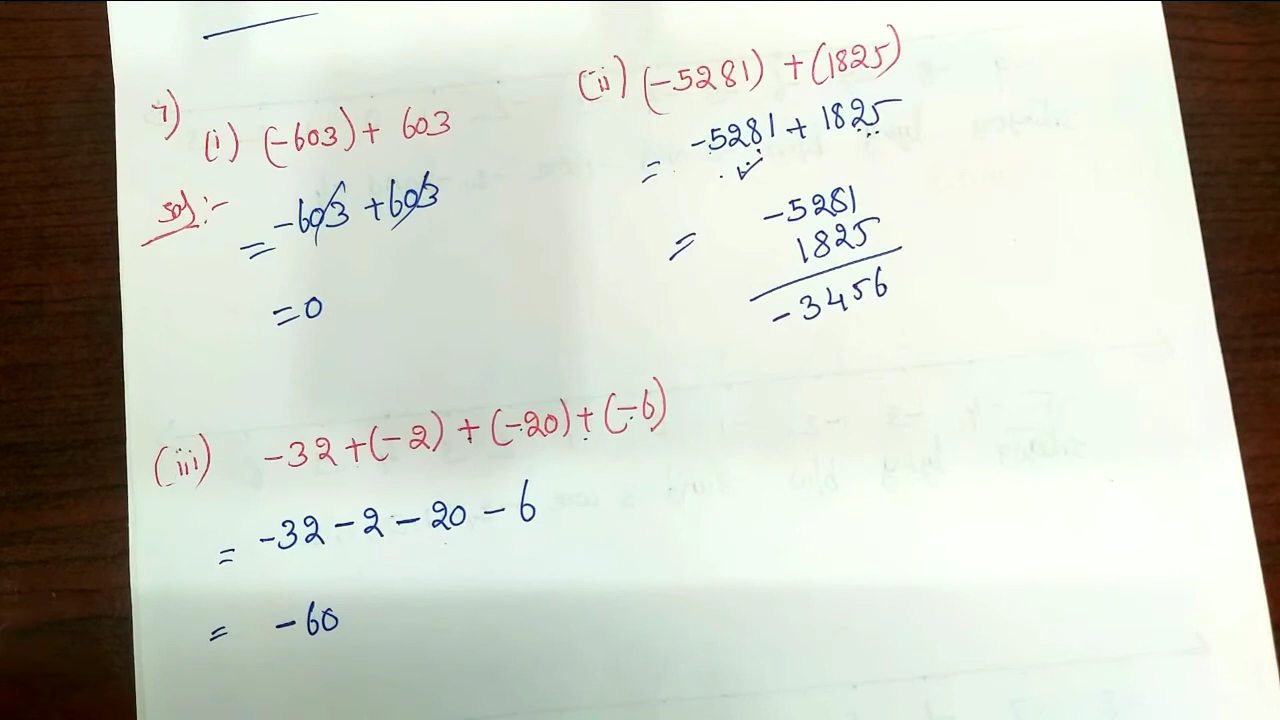 7)
(i) (-603) + 603
Sol:-
= -603 + 603
= 0
(ii) (-5281) + (1825)
= -5281 + 1825
= -5281
1825
-3456
(iii) -32 + (-2) + (-20) + (-6)
= -32 - 2 - 20 - 6
= -60